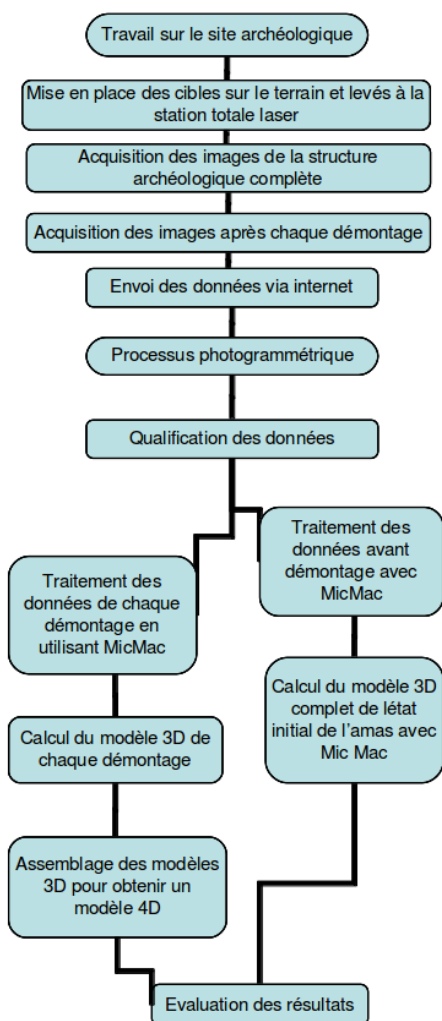 Travail sur le site archéologique
Mise en place des cibles sur le terrain et levés à la
station totale laser
Acquisition des images de la structure
archéologique complète
Acquisition des images après chaque démontage
Envoi des données via internet
Processus photogrammétrique
Qualification des données
Traitement des
données de chaque
démontage en
utilisant MicMac
Calcul du modèle 3D de
chaque démontage
Assemblage des modèles
3D pour obtenir un
modèle 4D
Traitement des
données avant
démontage avec
MicMac
Calcul du modèle 3D
complet de létat
initial de l'amas avec
Mic Mac
Evaluation des résultats